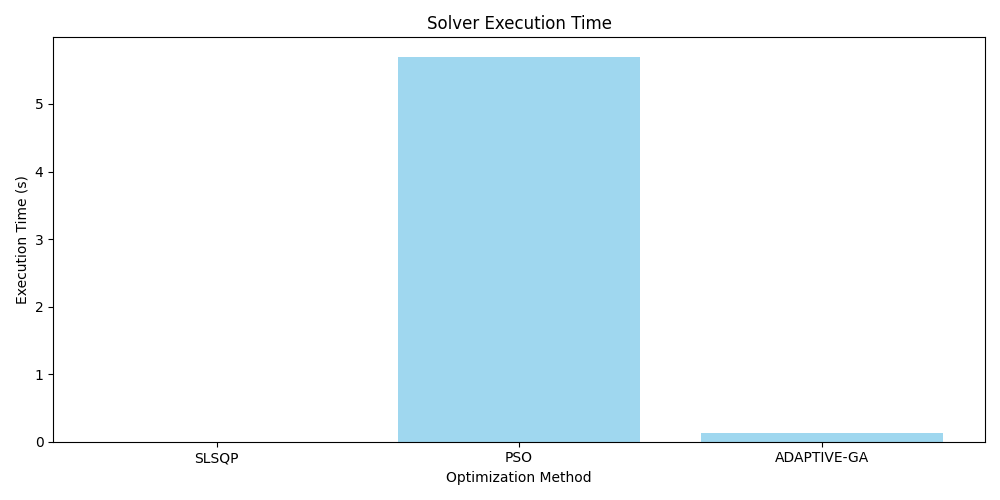 Solver Execution Time
Execution Time (s)
5
4
3
2
1
0
SLSQP PSO ADAPTIVE-GA
Optimization Method